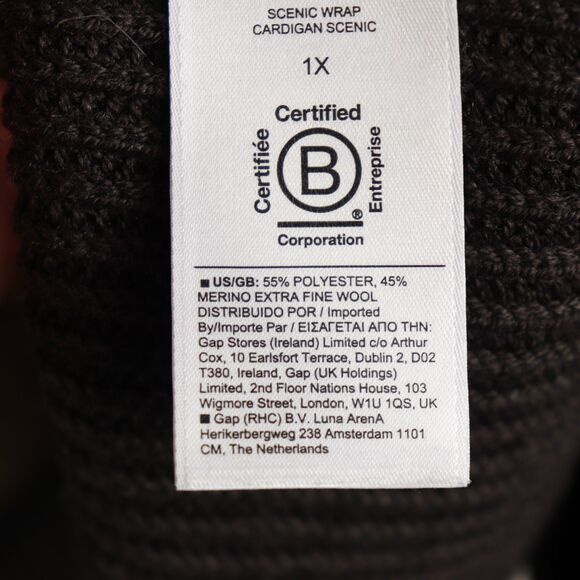 SCENIC WRAP
CARDIGAN SCENIC
1X
Certified
Certifiée
B
Entreprise
®
Corporation
■ US/GB: 55% POLYESTER, 45%
MERINO EXTRA FINE WOOL
DISTRIBUIDO POR / Imported
By/Importe Par / ΕΙΣΑΓΕΤΑΙ ΑΠΟ ΤΗΝ:
Gap Stores (Ireland) Limited c/o Arthur
Cox, 10 Earlsfort Terrace, Dublin 2, D02
T380, Ireland, Gap (UK Holdings)
Limited, 2nd Floor Nations House, 103
Wigmore Street, London, W1U 1QS, UK
■ Gap (RHC) B.V. Luna ArenA
Herikerbergweg 238 Amsterdam 1101
CM, The Netherlands